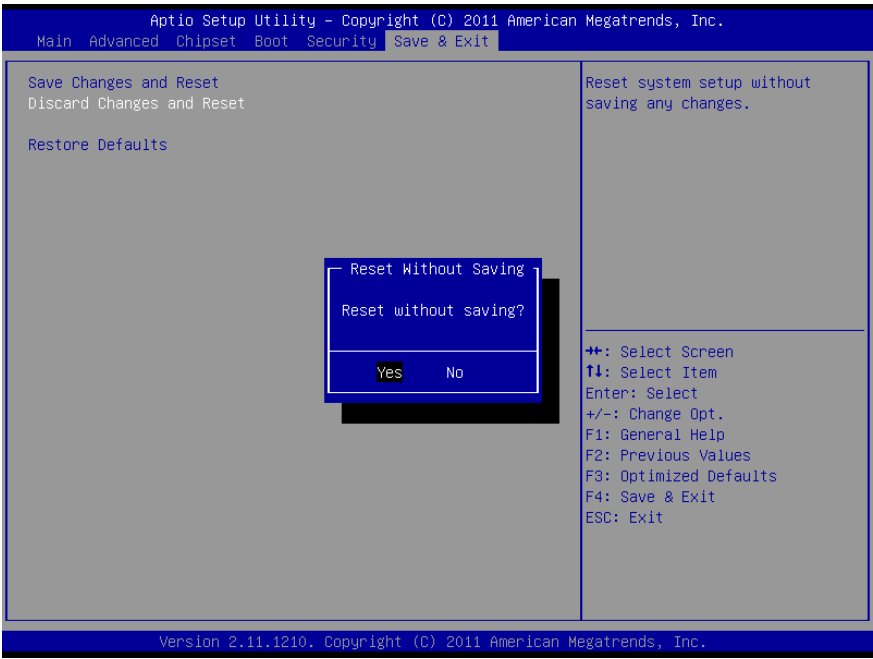 Aptio Setup Utility – Copyright (C) 2011 American Megatrends, Inc.
Main Advanced Chipset Boot Security Save & Exit
Save Changes and Reset
Discard Changes and Reset
Restore Defaults
Reset system setup without
saving any changes.
Reset Without Saving
Reset without saving?
Yes No
→←: Select Screen
↑↓: Select Item
Enter: Select
+/-: Change Opt.
F1: General Help
F2: Previous Values
F3: Optimized Defaults
F4: Save & Exit
ESC: Exit
Version 2.11.1210. Copyright (C) 2011 American Megatrends, Inc.